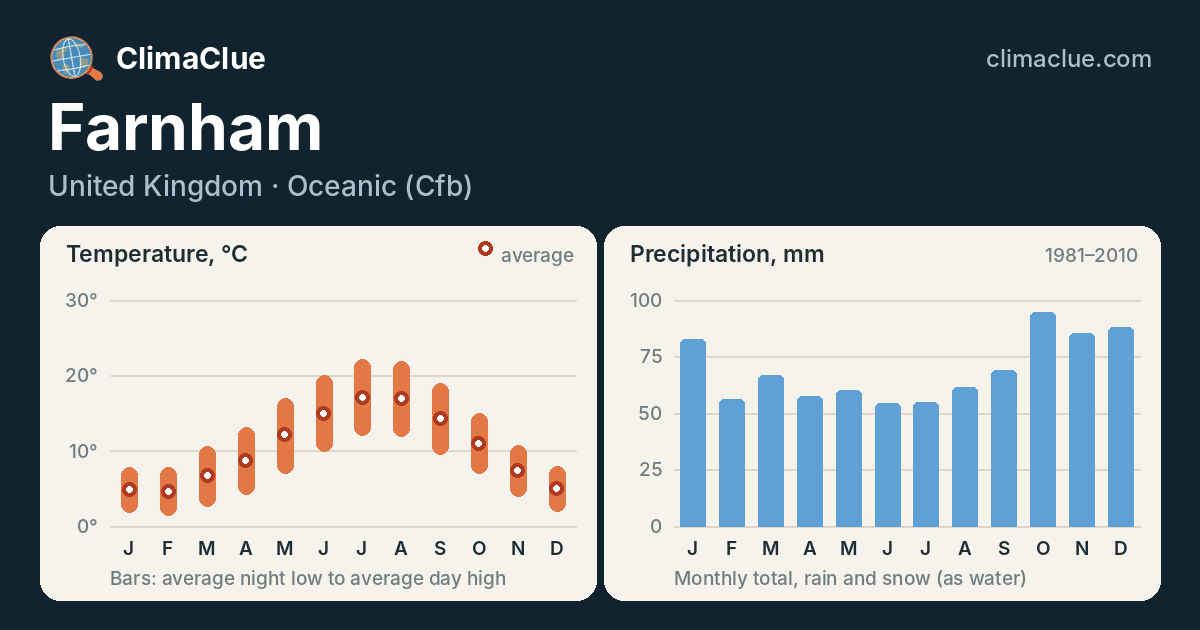 ClimaClue
climaclue.com
Farnham
United Kingdom · Oceanic (Cfb)
Temperature, °C
average
30°
20°
10°
0°
J F M A M J J A S O N D
Bars: average night low to average day high
Precipitation, mm
1981–2010
100
75
50
25
0
J F M A M J J A S O N D
Monthly total, rain and snow (as water)